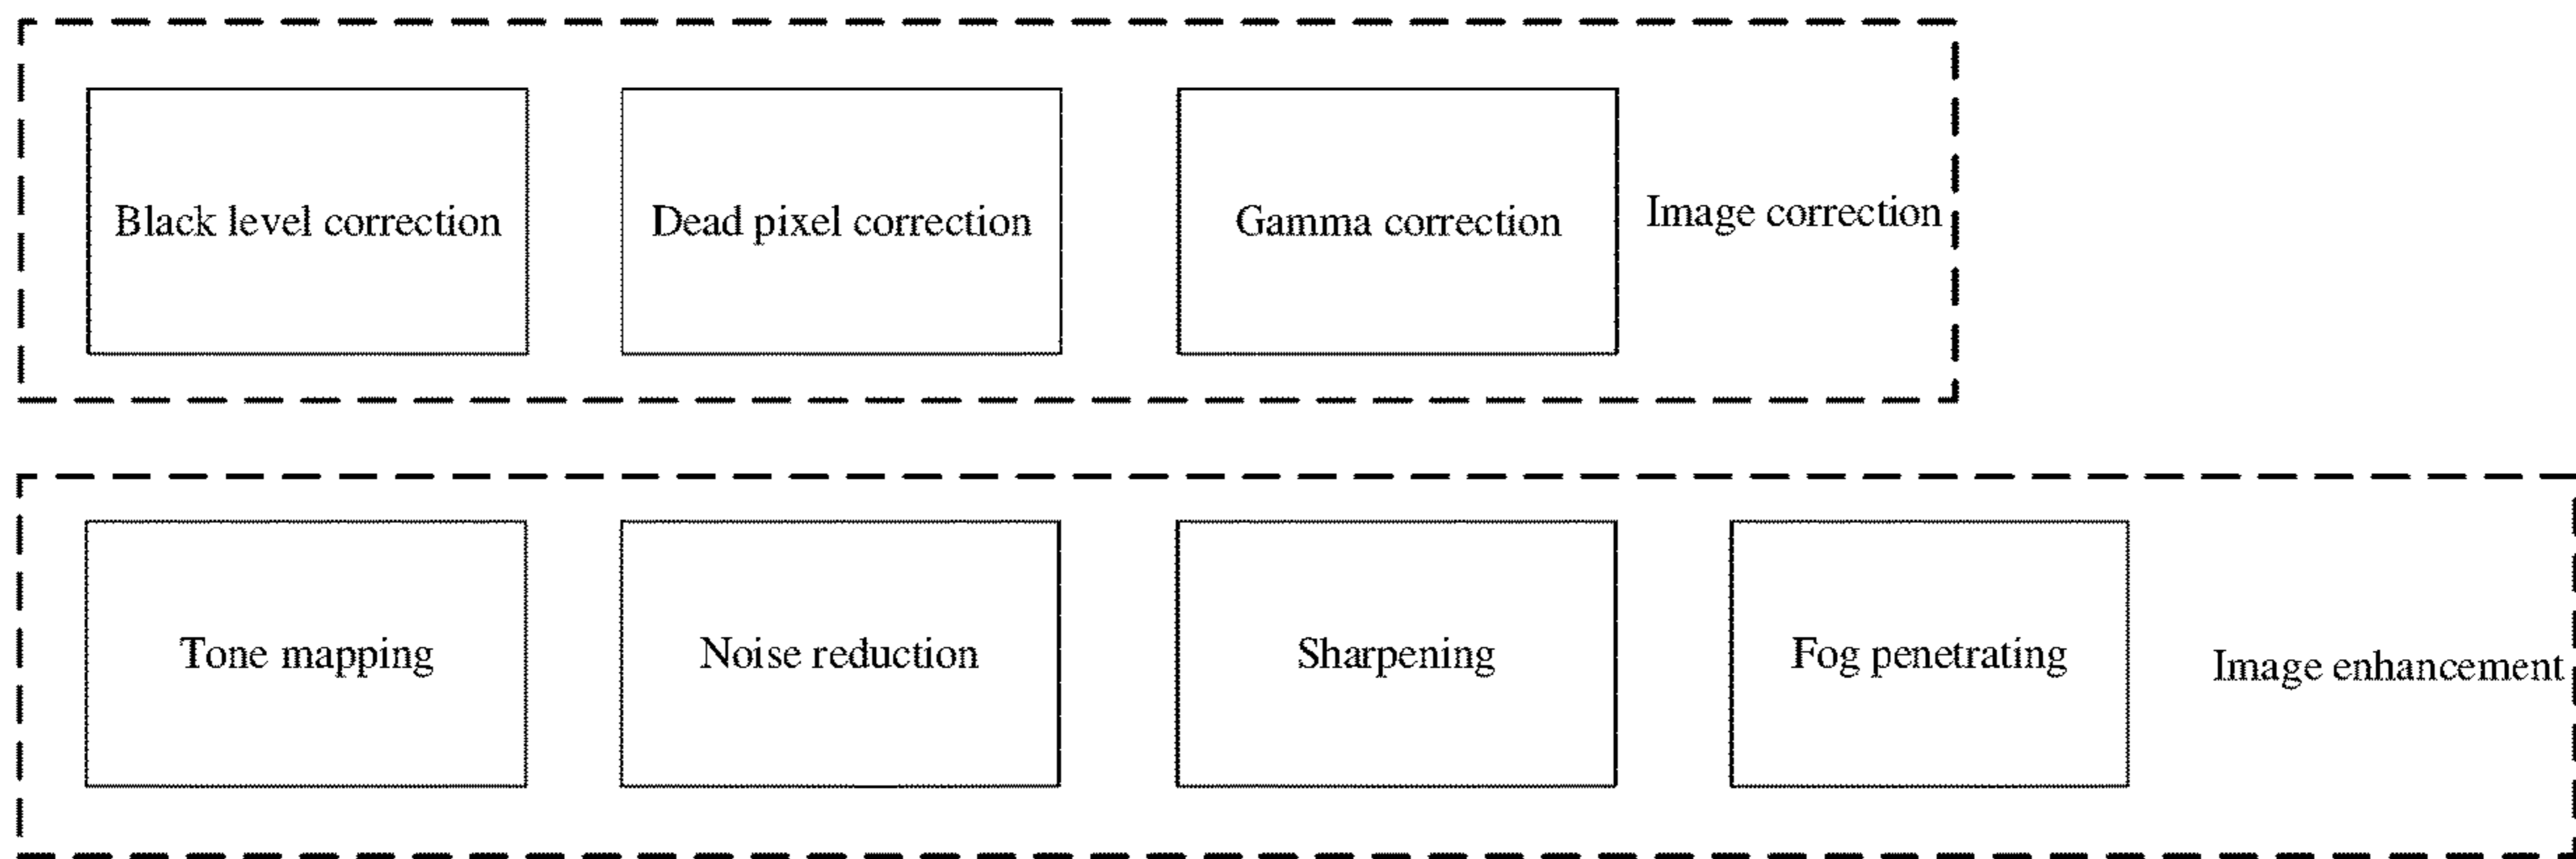 Black level correction
Dead pixel correction
Gamma correction
Image correction
Tone mapping
Noise reduction
Sharpening
Fog penetrating
Image enhancement